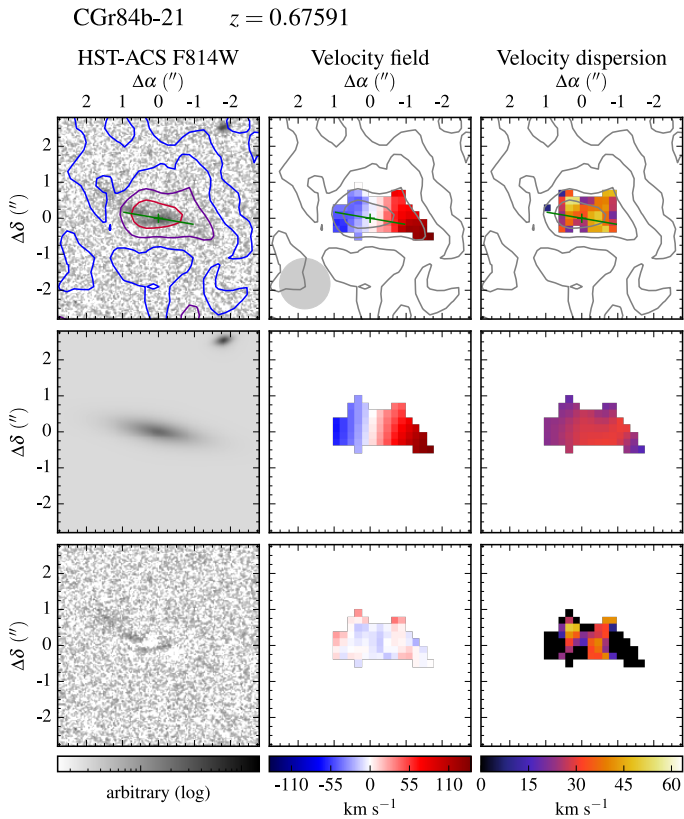 CGr84b-21 z = 0.67591
HST-ACS F814W Velocity field Velocity dispersion
Δα (″) Δα (″) Δα (″)
2 1 0 -1 -2 2 1 0 -1 -2 2 1 0 -1 -2
Δδ (″)
2
1
0
-1
-2
Δδ (″)
2
1
0
-1
-2
Δδ (″)
2
1
0
-1
-2
arbitrary (log)
-110 -55 0 55 110
km s⁻¹
0 15 30 45 60
km s⁻¹